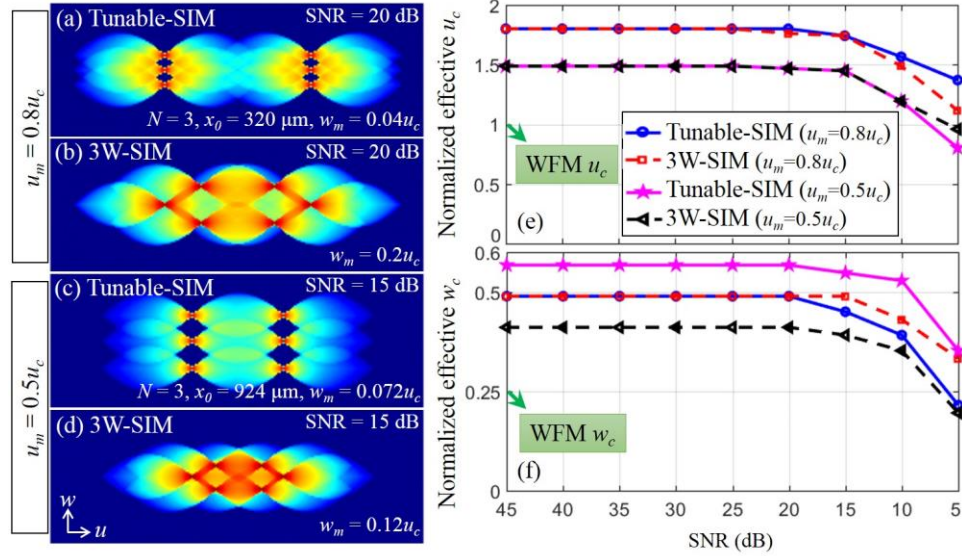 u_m = 0.8u_c
(a) Tunable-SIM SNR = 20 dB
N = 3, x_0 = 320 μm, w_m = 0.04u_c
(b) 3W-SIM SNR = 20 dB
w_m = 0.2u_c
u_m = 0.5u_c
(c) Tunable-SIM SNR = 15 dB
N = 3, x_0 = 924 μm, w_m = 0.072u_c
(d) 3W-SIM SNR = 15 dB
w
u
w_m = 0.12u_c
Normalized effective u_c
2
1.5
1
0.5
0
WFM u_c
(e)
Tunable-SIM (u_m=0.8u_c)
3W-SIM (u_m=0.8u_c)
Tunable-SIM (u_m=0.5u_c)
3W-SIM (u_m=0.5u_c)
Normalized effective w_c
0.6
0.5
0.25
0
WFM w_c
(f)
45 40 35 30 25 20 15 10 5
SNR (dB)